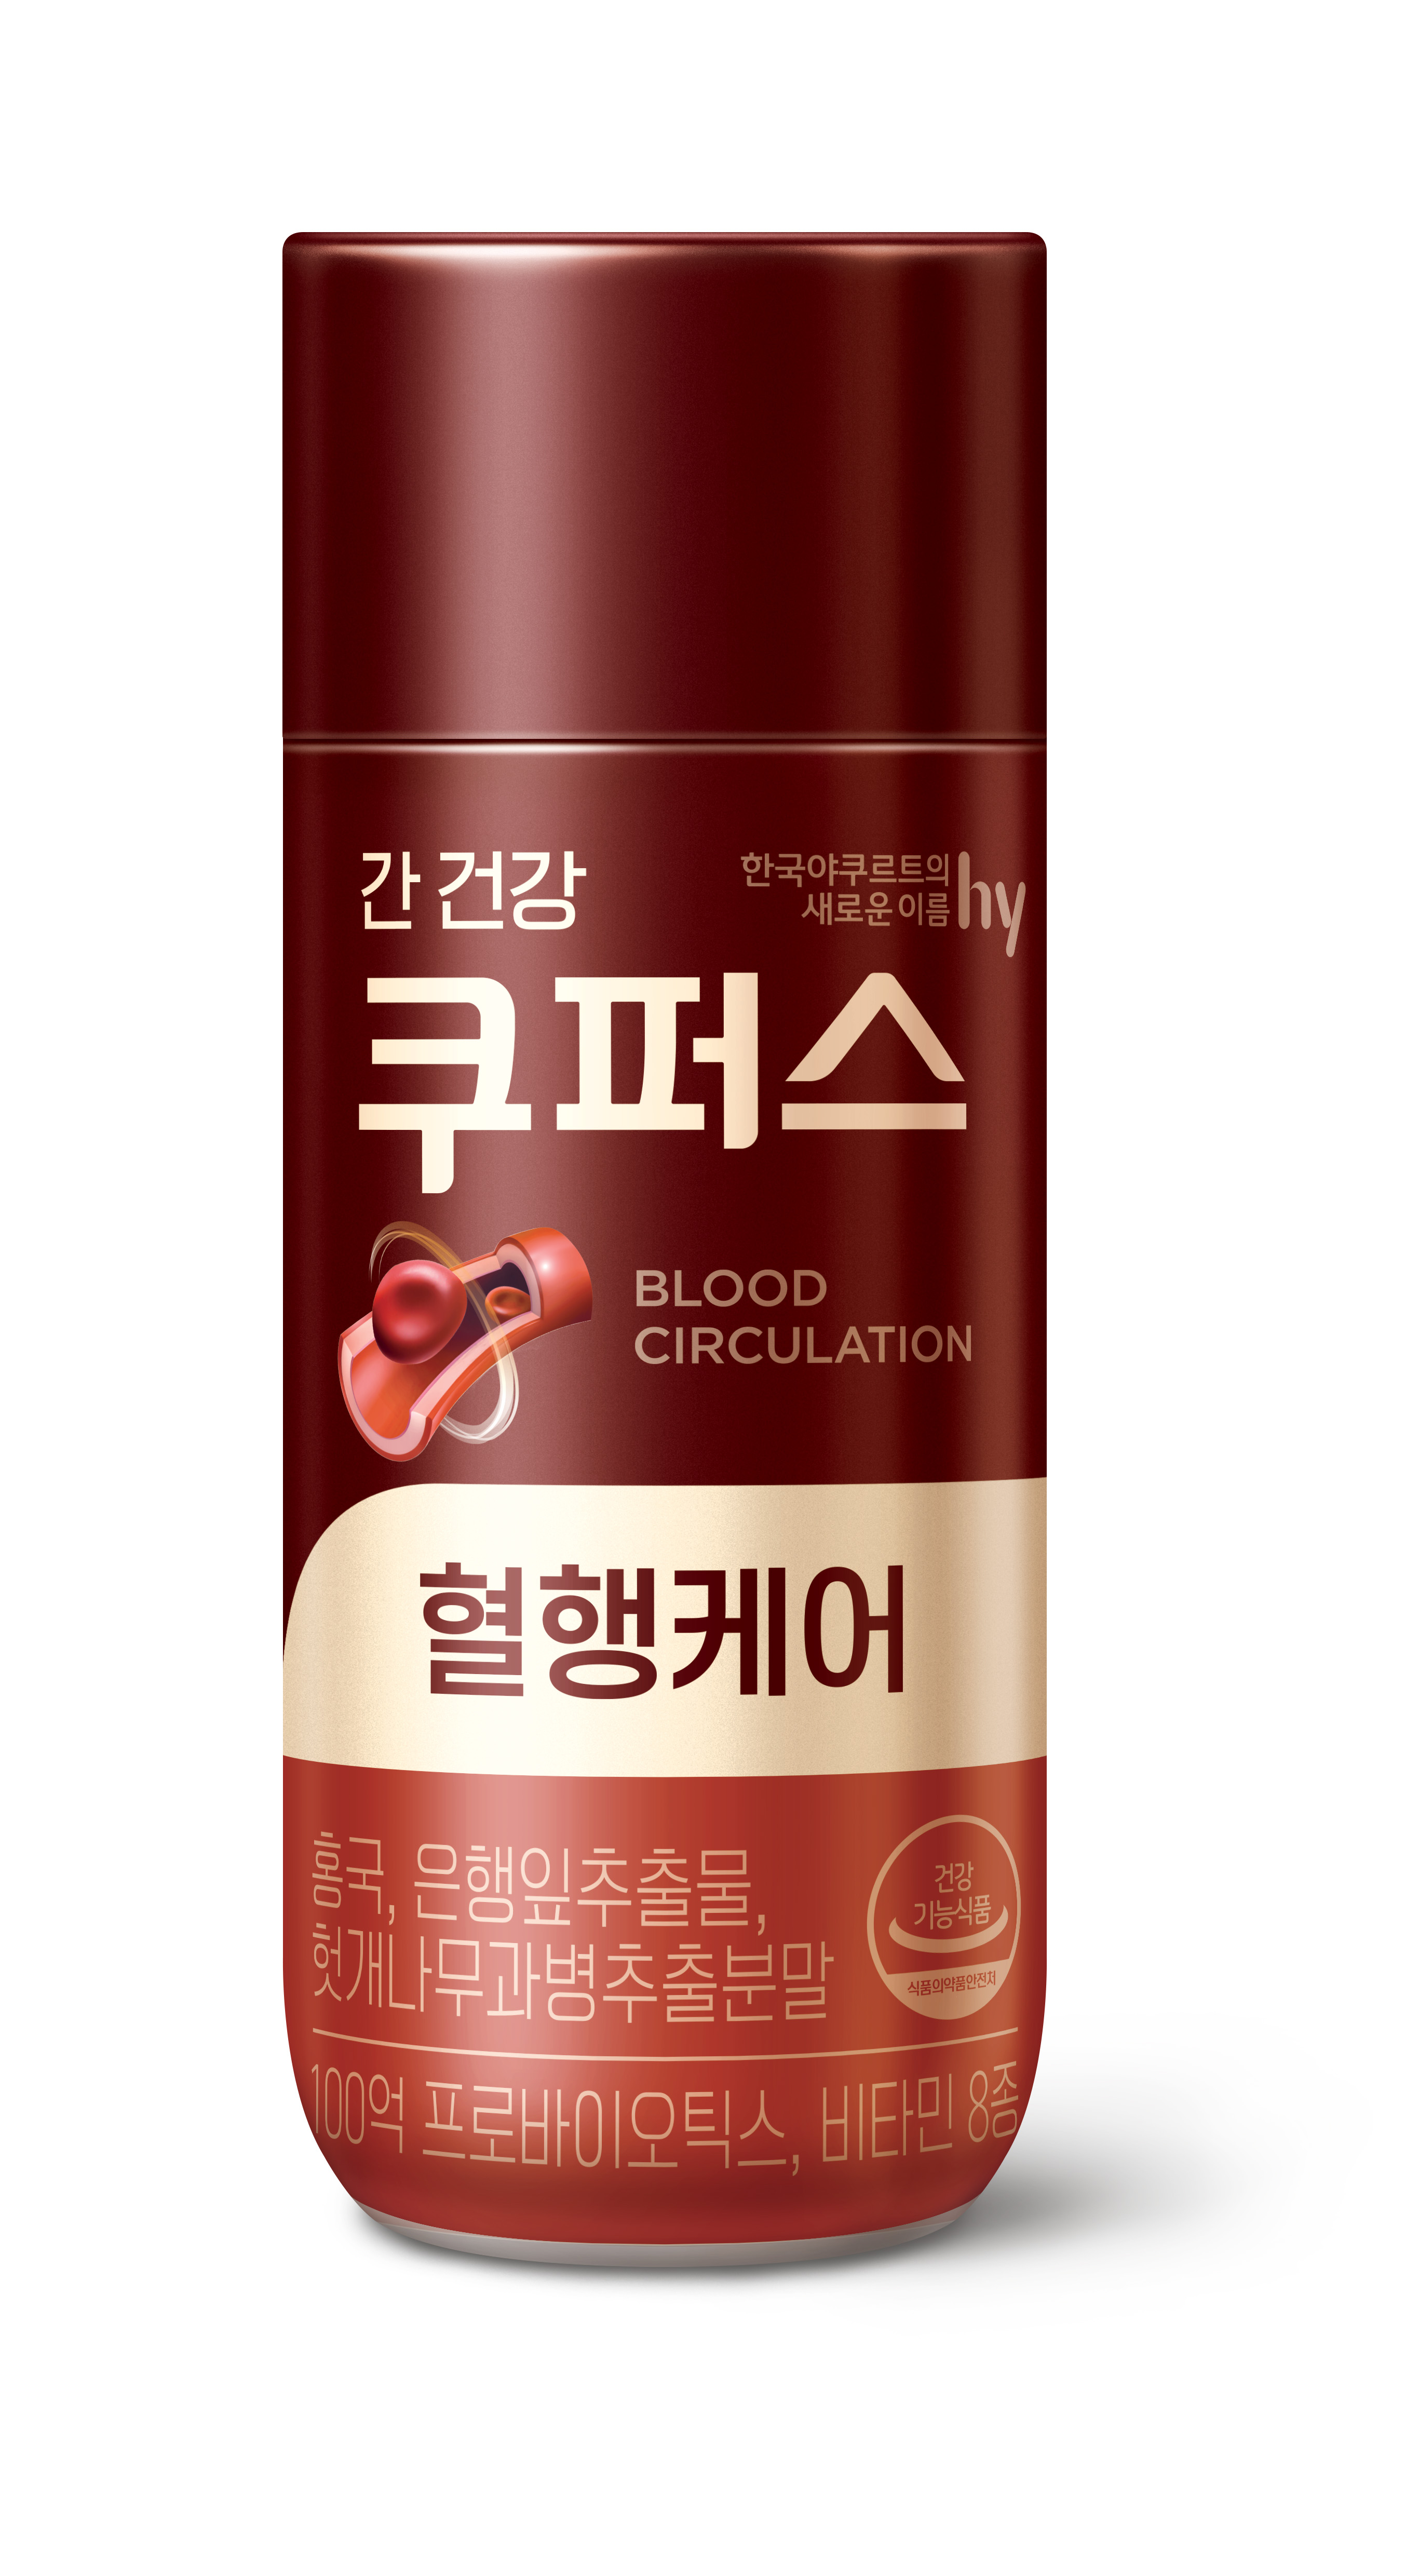 간 건강
한국야쿠르트의
새로운 이름
hy
쿠퍼스
BLOOD
CIRCULATION
혈행케어
홍국, 은행잎추출물,
헛개나무과병추출분말
건강
기능식품
식품의약품안전처
100억 프로바이오틱스, 비타민 8종